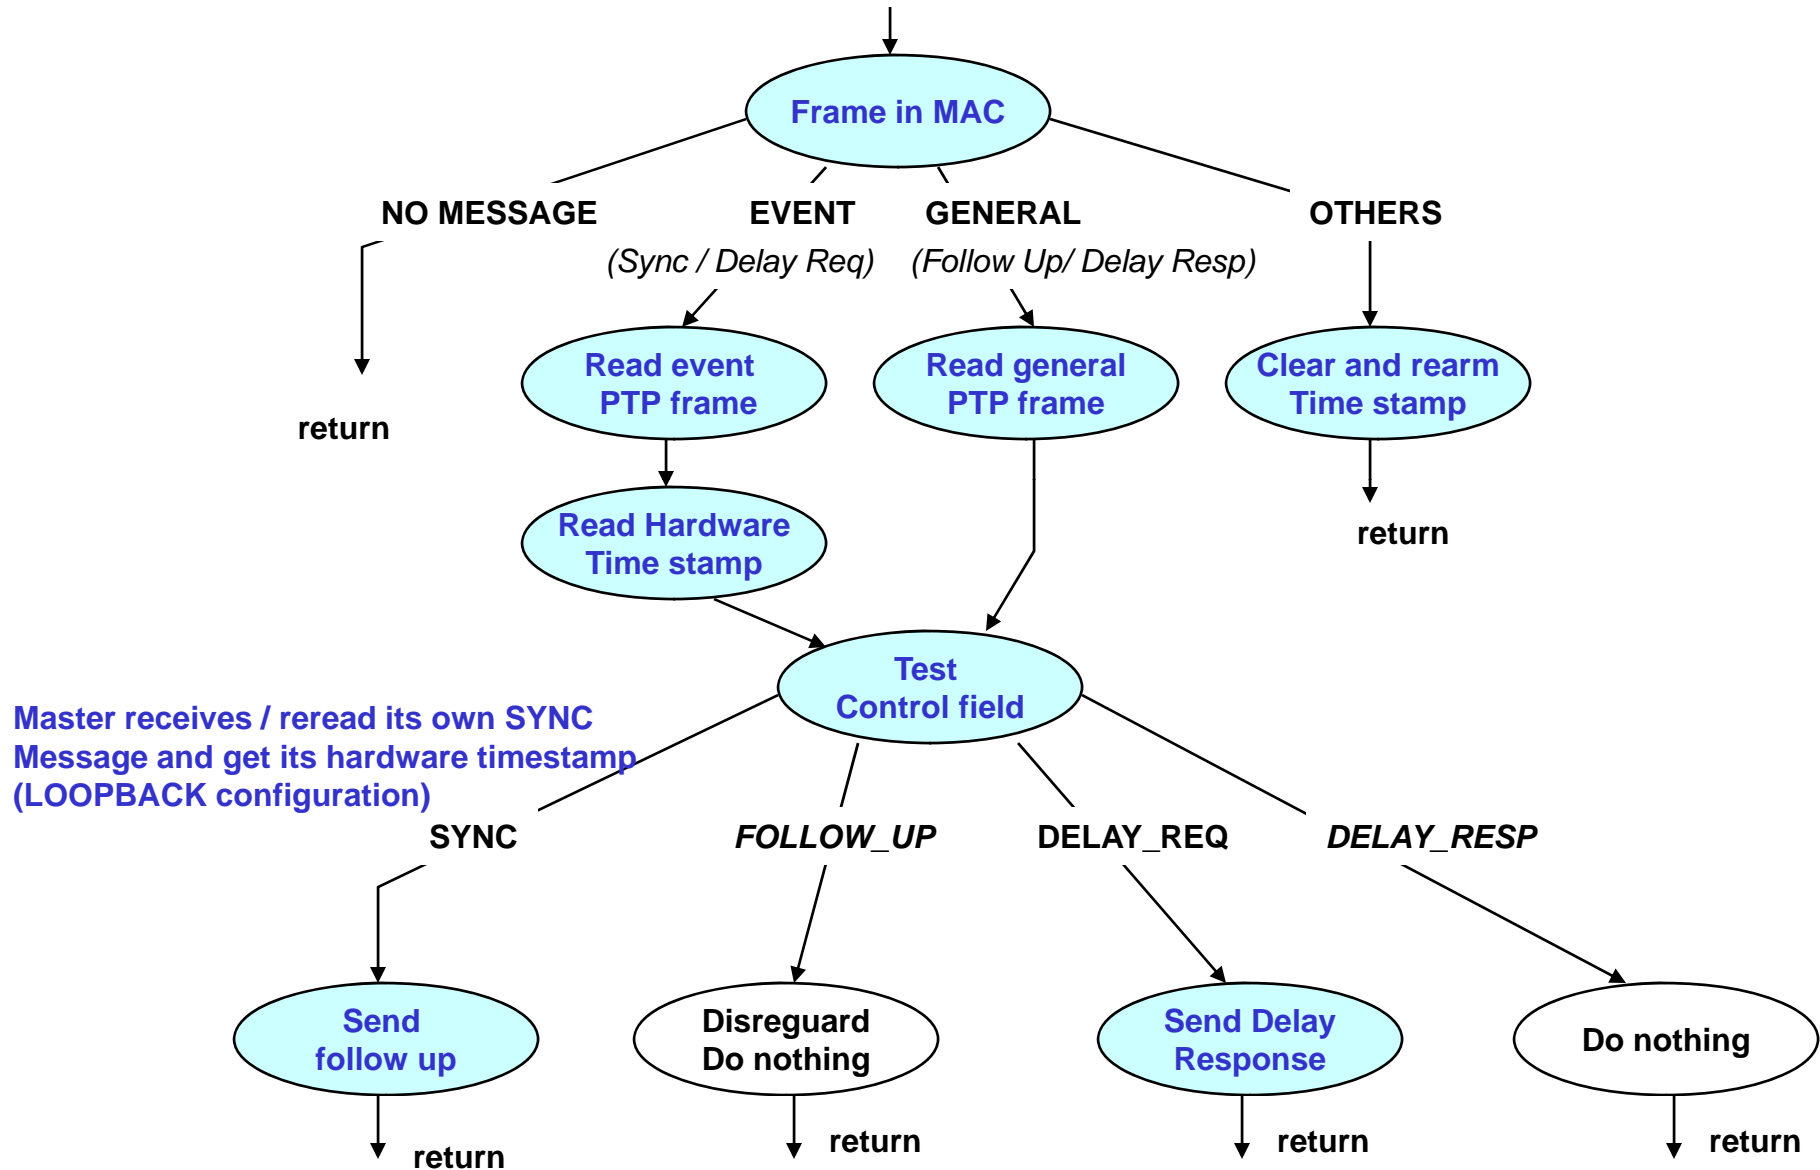 Frame in MAC
NO MESSAGE
EVENT
GENERAL
OTHERS
(Sync / Delay Req)
(Follow Up/ Delay Resp)
Read event
PTP frame
Read general
PTP frame
Clear and rearm
Time stamp
return
Read Hardware
Time stamp
return
Test
Control field
Master receives / reread its own SYNC
Message and get its hardware timestamp
(LOOPBACK configuration)
SYNC
FOLLOW_UP
DELAY_REQ
DELAY_RESP
Send
follow up
Disreguard
Do nothing
Send Delay
Response
Do nothing
return
return
return
return